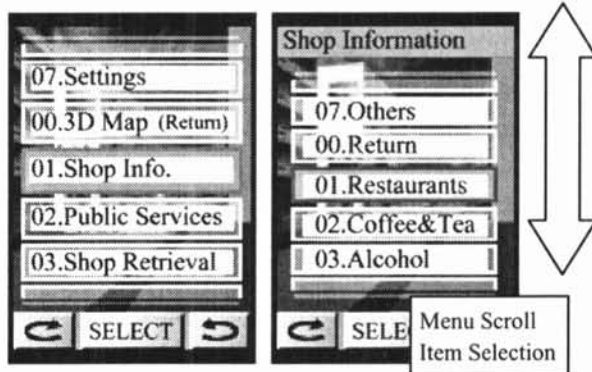 07.Settings
00.3D Map (Return)
01.Shop Info.
02.Public Services
03.Shop Retrieval
SELECT
Shop Information
07.Others
00.Return
01.Restaurants
02.Coffee&Tea
03.Alcohol
SELEC
Menu Scroll
Item Selection